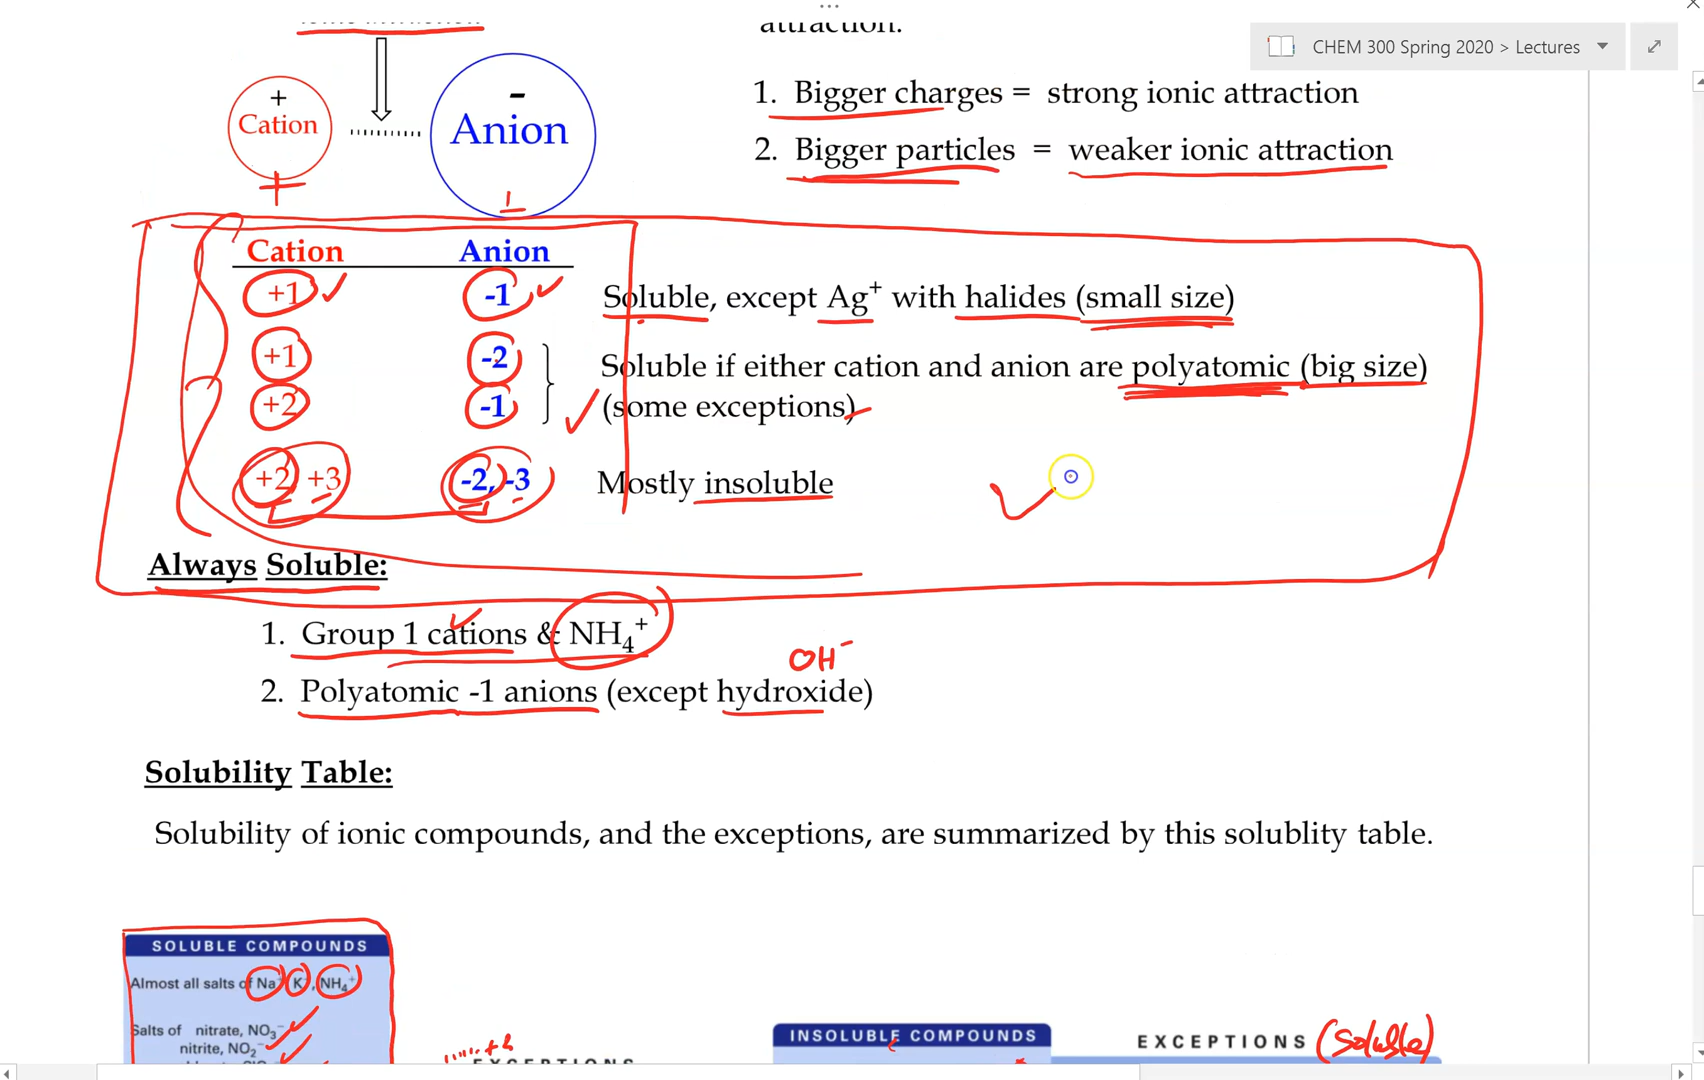 attraction.
CHEM 300 Spring 2020 > Lectures
+
Cation
+
-
Anion
-
1. Bigger charges = strong ionic attraction
2. Bigger particles = weaker ionic attraction
Cation Anion
+1 -1 Soluble, except Ag⁺ with halides (small size)
+1 -2 Soluble if either cation and anion are polyatomic (big size)
+2 -1 (some exceptions)
+2, +3 -2, -3 Mostly insoluble
Always Soluble:
1. Group 1 cations & NH₄⁺
OH⁻
2. Polyatomic -1 anions (except hydroxide)
Solubility Table:
Solubility of ionic compounds, and the exceptions, are summarized by this solublity table.
SOLUBLE COMPOUNDS
Almost all salts of Na⁺, K⁺, NH₄⁺
Salts of nitrate, NO₃⁻
nitrite, NO₂⁻
EXCEPTIONS
INSOLUBLE COMPOUNDS
EXCEPTIONS (soluble)